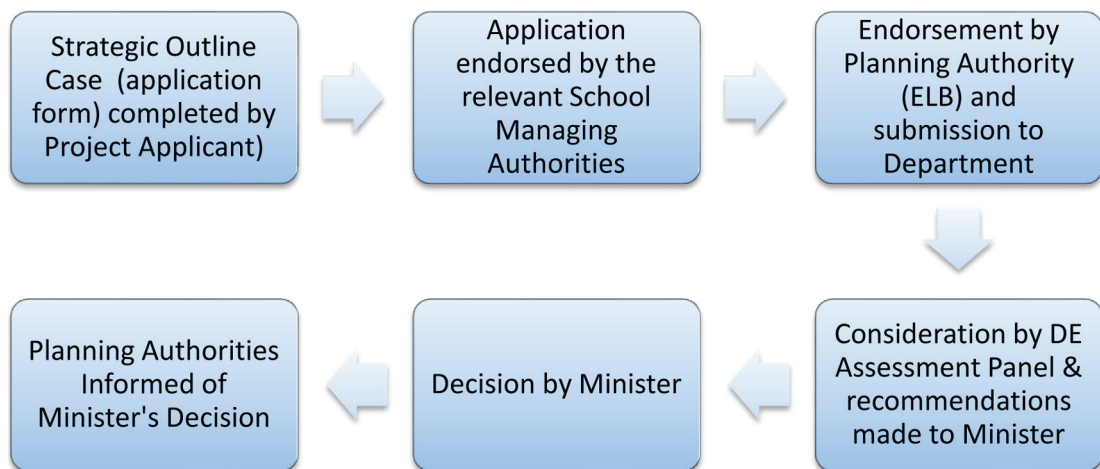 Strategic Outline
Case (application
form) completed by
Project Applicant)
Application
endorsed by the
relevant School
Managing
Authorities
Endorsement by
Planning Authority
(ELB) and
submission to
Department
Consideration by DE
Assessment Panel &
recommendations
made to Minister
Decision by Minister
Planning Authorities
Informed of
Minister's Decision